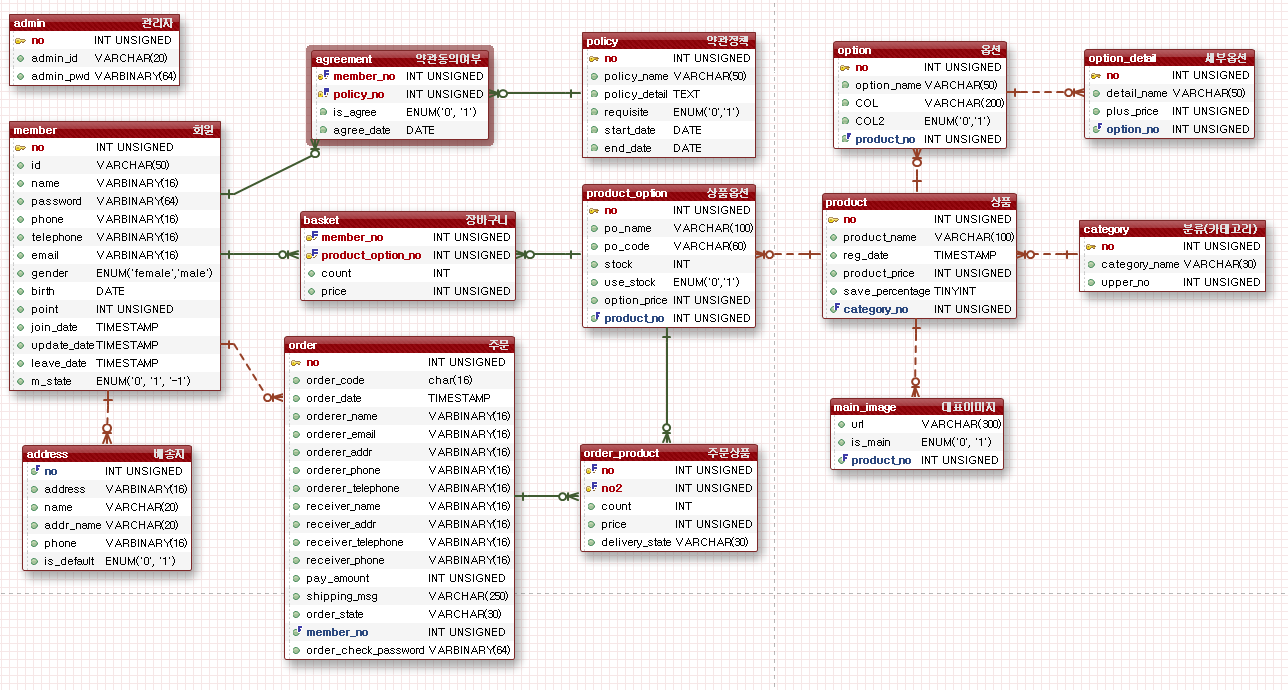 admin 관리자
no INT UNSIGNED
admin_id VARCHAR(20)
admin_pwd VARBINARY(64)
member 회원
no INT UNSIGNED
id VARCHAR(50)
name VARBINARY(16)
password VARBINARY(64)
phone VARBINARY(16)
telephone VARBINARY(16)
email VARBINARY(16)
gender ENUM('female','male')
birth DATE
point INT UNSIGNED
join_date TIMESTAMP
update_date TIMESTAMP
leave_date TIMESTAMP
m_state ENUM('0', '1', '-1')
address 배송지
no INT UNSIGNED
address VARBINARY(16)
name VARCHAR(20)
addr_name VARCHAR(20)
phone VARBINARY(16)
is_default ENUM('0', '1')
agreement 약관동의여부
member_no INT UNSIGNED
policy_no INT UNSIGNED
is_agree ENUM('0', '1')
agree_date DATE
basket 장바구니
member_no INT UNSIGNED
product_option_no INT UNSIGNED
count INT
price INT UNSIGNED
order 주문
no INT UNSIGNED
order_code char(16)
order_date TIMESTAMP
orderer_name VARBINARY(16)
orderer_email VARBINARY(16)
orderer_addr VARBINARY(16)
orderer_phone VARBINARY(16)
orderer_telephone VARBINARY(16)
receiver_name VARBINARY(16)
receiver_addr VARBINARY(16)
receiver_telephone VARBINARY(16)
receiver_phone VARBINARY(16)
pay_amount INT UNSIGNED
shipping_msg VARCHAR(250)
order_state VARCHAR(30)
member_no INT UNSIGNED
order_check_password VARBINARY(64)
policy 약관정책
no INT UNSIGNED
policy_name VARCHAR(50)
policy_detail TEXT
requisite ENUM('0','1')
start_date DATE
end_date DATE
product_option 상품옵션
no INT UNSIGNED
po_name VARCHAR(100)
po_code VARCHAR(60)
stock INT
use_stock ENUM('0','1')
option_price INT UNSIGNED
product_no INT UNSIGNED
order_product 주문상품
no INT UNSIGNED
no2 INT UNSIGNED
count INT
price INT UNSIGNED
delivery_state VARCHAR(30)
option 옵션
no INT UNSIGNED
option_name VARCHAR(50)
COL VARCHAR(200)
COL2 ENUM('0','1')
product_no INT UNSIGNED
product 상품
no INT UNSIGNED
product_name VARCHAR(100)
reg_date TIMESTAMP
product_price INT UNSIGNED
save_percentage TINYINT
category_no INT UNSIGNED
main_image 대표이미지
url VARCHAR(300)
is_main ENUM('0', '1')
product_no INT UNSIGNED
option_detail 세부옵션
no INT UNSIGNED
detail_name VARCHAR(50)
plus_price INT UNSIGNED
option_no INT UNSIGNED
category 분류(카테고리)
no INT UNSIGNED
category_name VARCHAR(30)
upper_no INT UNSIGNED